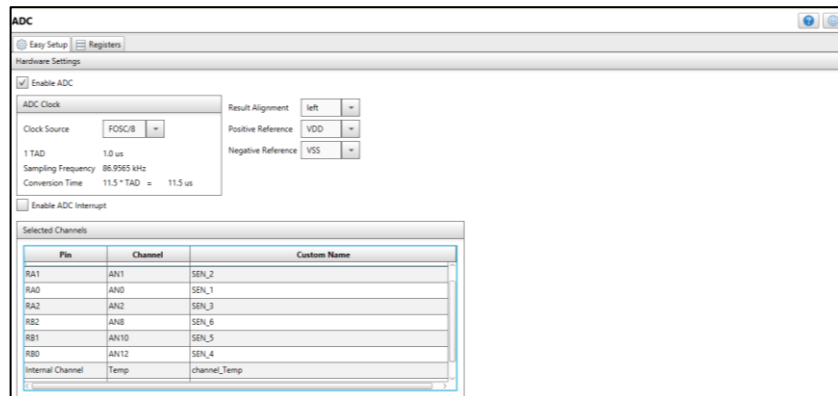 ADC
Easy Setup Registers
Hardware Settings
Enable ADC
ADC Clock
Clock Source FOSC/8
1 TAD 1.0 us
Sampling Frequency 86.9565 kHz
Conversion Time 11.5 * TAD = 11.5 us
Result Alignment left
Positive Reference VDD
Negative Reference VSS
Enable ADC Interrupt
Selected Channels
Pin Channel Custom Name
RA1 AN1 SEN_2
RA0 AN0 SEN_1
RA2 AN2 SEN_3
RB2 AN8 SEN_6
RB1 AN10 SEN_5
RB0 AN12 SEN_4
Internal Channel Temp channel_Temp